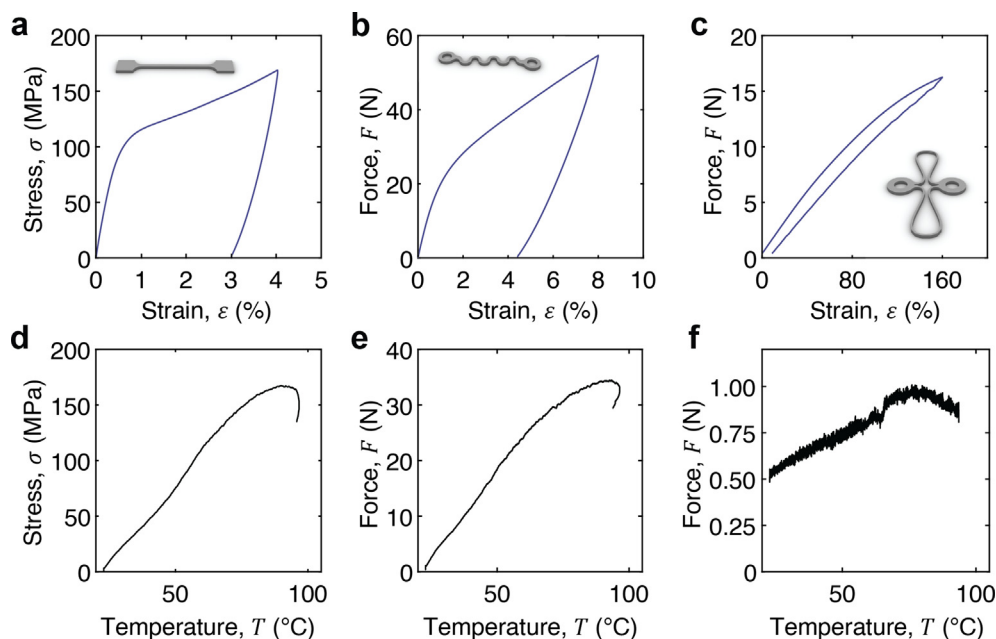 a
200
150
100
50
0
Stress, σ (MPa)
0 1 2 3 4 5
Strain, ε (%)
b
60
40
20
0
Force, F (N)
0 2 4 6 8 10
Strain, ε (%)
c
20
15
10
5
0
Force, F (N)
0 80 160
Strain, ε (%)
d
200
150
100
50
0
Stress, σ (MPa)
50 100
Temperature, T (°C)
e
40
30
20
10
0
Force, F (N)
50 100
Temperature, T (°C)
f
1.00
0.75
0.50
0.25
0
Force, F (N)
50 100
Temperature, T (°C)